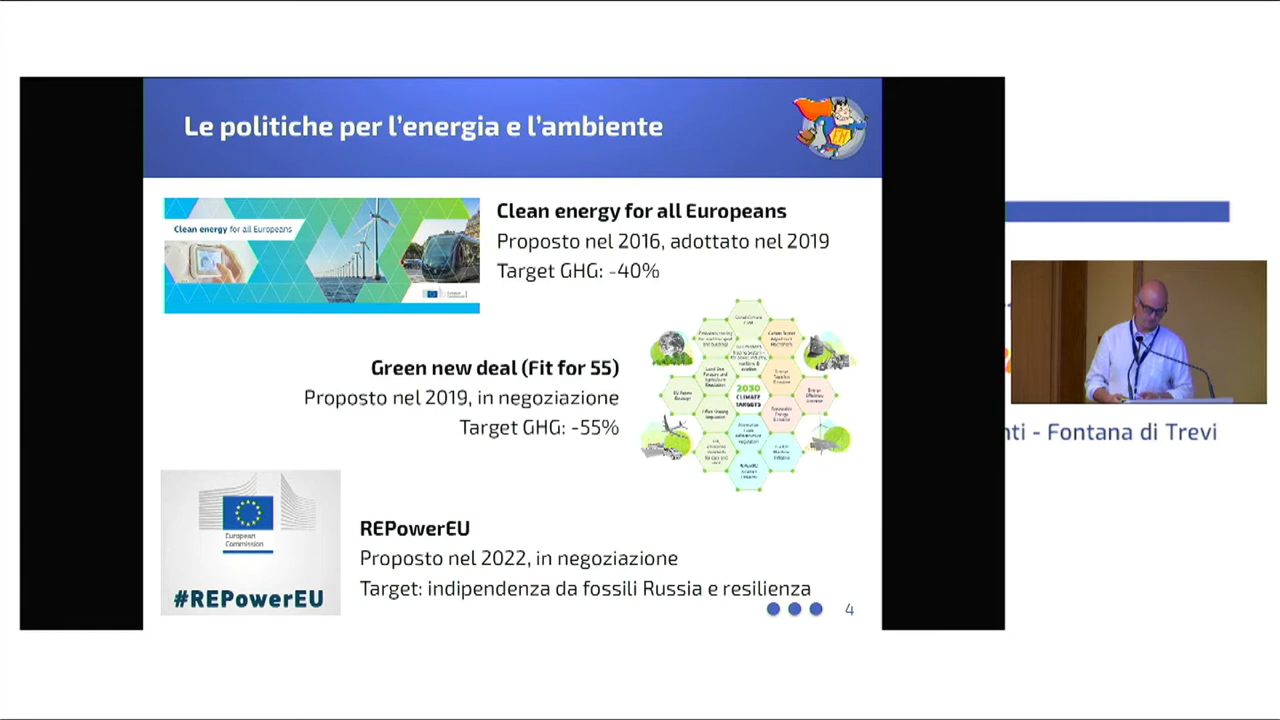 Le politiche per l'energia e l'ambiente
Clean energy for all Europeans
European
Commission
Clean energy for all Europeans
Proposto nel 2016, adottato nel 2019
Target GHG: -40%
Green new deal (Fit for 55)
Proposto nel 2019, in negoziazione
Target GHG: -55%
2030
CLIMATE
TARGETS
European
Commission
#REPowerEU
REPowerEU
Proposto nel 2022, in negoziazione
Target: indipendenza da fossili Russia e resilienza
4
nti - Fontana di Trevi